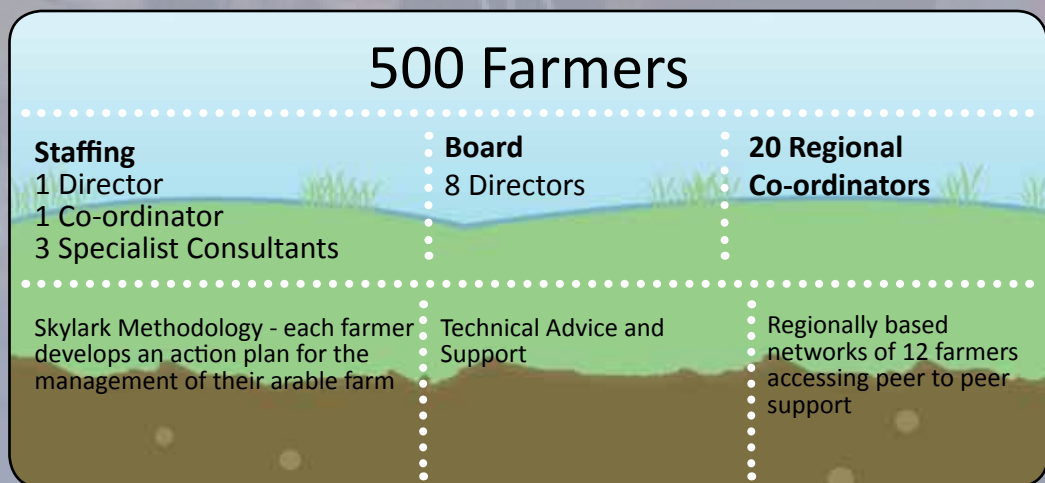 500 Farmers
Staffing
1 Director
1 Co-ordinator
3 Specialist Consultants
Board
8 Directors
20 Regional
Co-ordinators
Skylark Methodology - each farmer
develops an action plan for the
management of their arable farm
Technical Advice and
Support
Regionally based
networks of 12 farmers
accessing peer to peer
support